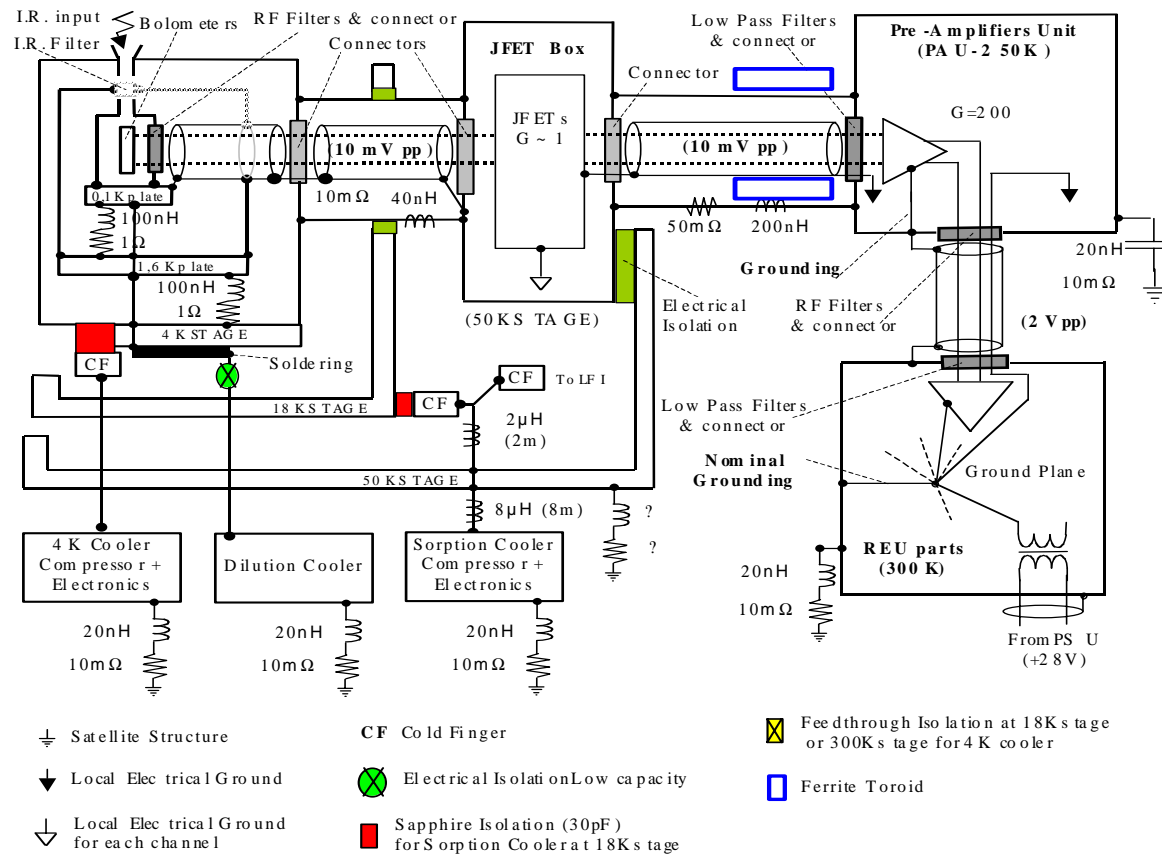 I.R. input
Bolometers
I.R. Filter
RF Filters & connector
Connectors
JFET Box
Low Pass Filters
& connector
Connector
Pre-Amplifiers Unit
(PAU-250K)
JFETs
G ~ 1
G=200
(10 mV pp)
(10 mV pp)
0,1K plate
100nH
1Ω
10mΩ
40nH
50mΩ
200nH
1,6 K plate
100nH
1Ω
Grounding
20nH
10mΩ
Electrical
Isolation
RF Filters
& connector
(2 Vpp)
(50K STAGE)
4 K STAGE
CF
Soldering
CF
To LFI
CF
18 K STAGE
2µH
(2m)
Low Pass Filters
& connector
Nominal
Grounding
Ground Plane
50 K STAGE
8µH (8m)
?
?
4 K Cooler
Compressor +
Electronics
Dilution Cooler
Sorption Cooler
Compressor +
Electronics
REU parts
(300 K)
20nH
10mΩ
20nH
10mΩ
20nH
10mΩ
20nH
10mΩ
From PSU
(+28V)
Satellite Structure
CF Cold Finger
Feedthrough Isolation at 18K stage
or 300K stage for 4 K cooler
Local Electrical Ground
Electrical Isolation Low capacity
Ferrite Toroid
Local Electrical Ground
for each channel
Sapphire Isolation (30pF)
for Sorption Cooler at 18K stage